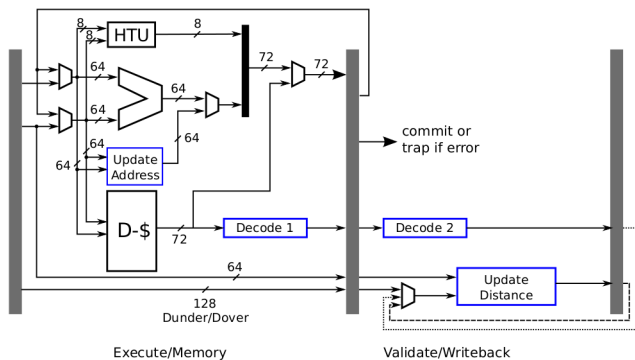 8
HTU
8
8
72
72
64
64
64
commit or
trap if error
64
64
64
Update
Address
D-$
72
Decode 1
Decode 2
64
Update
Distance
128
Dunder/Dover
Execute/Memory
Validate/Writeback